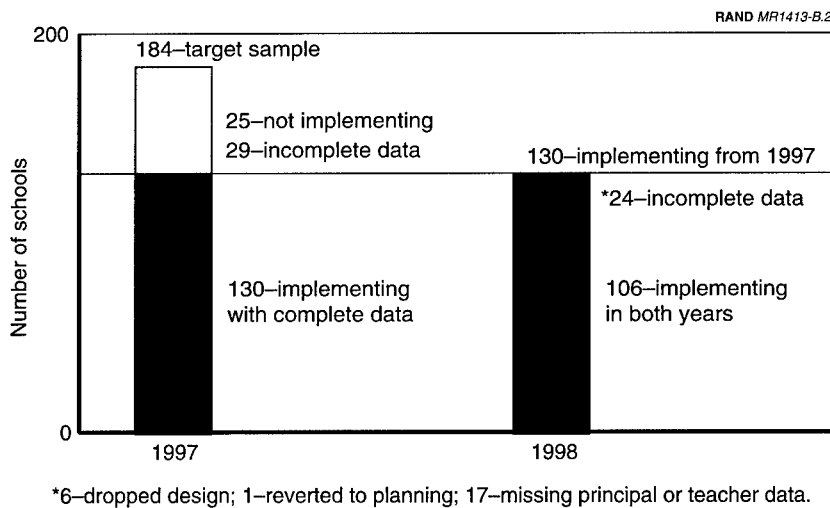 RAND MR1413-B.2
200
184–target sample
25–not implementing
29–incomplete data
130–implementing from 1997
*24–incomplete data
130–implementing
with complete data
106–implementing
in both years
Number of schools
0
1997
1998
*6–dropped design; 1–reverted to planning; 17–missing principal or teacher data.